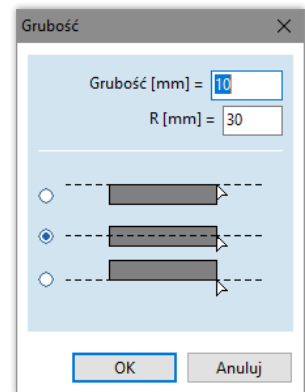 Grubość
Grubość [mm] = 10
R [mm] = 30
OK Anuluj